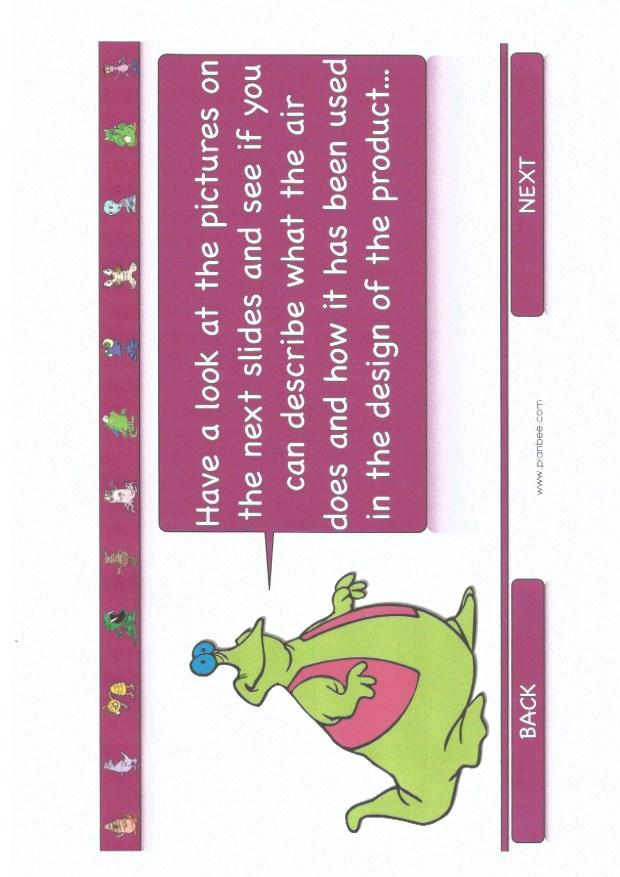 Have a look at the pictures on
the next slides and see if you
can describe what the air
does and how it has been used
in the design of the product...
BACK
www.planbee.com
NEXT